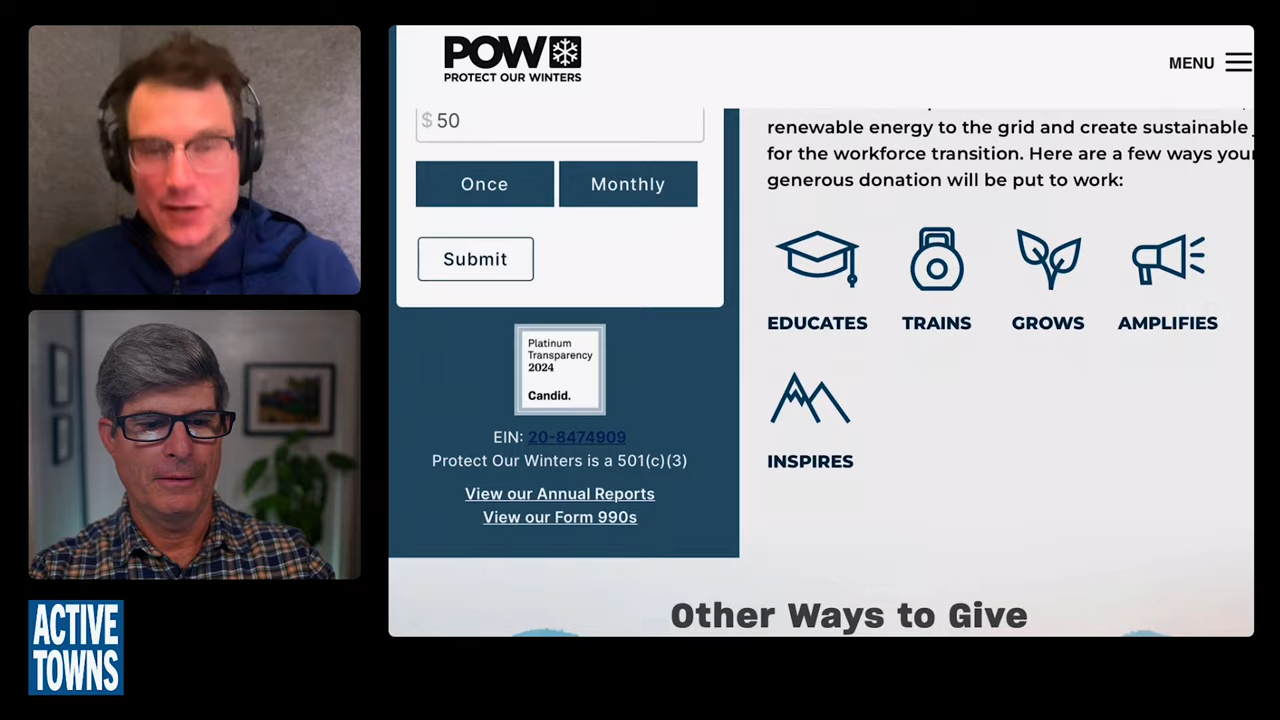 POW
PROTECT OUR WINTERS
MENU
$ 50
Once
Monthly
Submit
Platinum
Transparency
2024
Candid.
EIN: 20-8474909
Protect Our Winters is a 501(c)(3)
View our Annual Reports
View our Form 990s
renewable energy to the grid and create sustainable
for the workforce transition. Here are a few ways your
generous donation will be put to work:
EDUCATES
TRAINS
GROWS
AMPLIFIES
INSPIRES
Other Ways to Give
ACTIVE
TOWNS